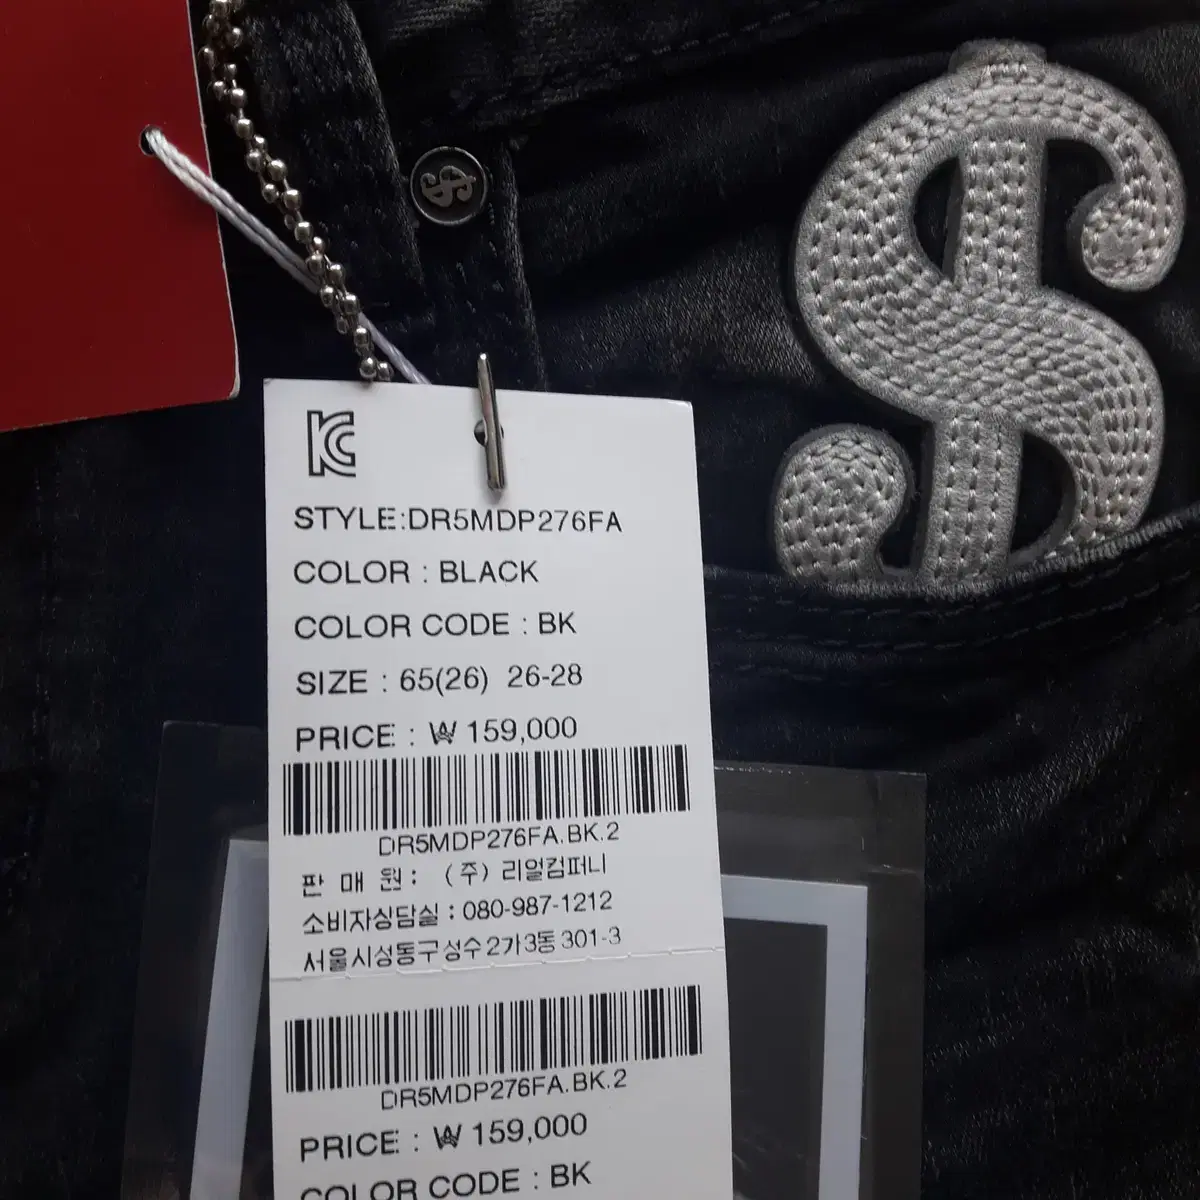 KC
STYLE:DR5MDP276FA
COLOR : BLACK
COLOR CODE : BK
SIZE : 65(26) 26-28
PRICE : ₩ 159,000
DR5MDP276FA.BK.2
판 매 원 : (주) 리얼컴퍼니
소비자상담실 : 080-987-1212
서울시성동구성수2가3동301-3
DR5MDP276FA.BK.2
PRICE : ₩ 159,000
COLOR CODE : BK